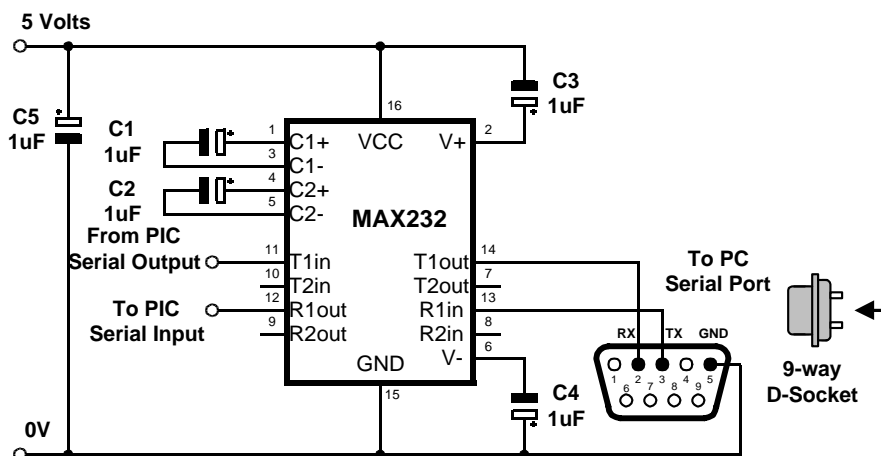 5 Volts
C5
1uF
+
C1
1uF
+
C2
1uF
+
C3
1uF
+
16
1
3
4
5
2
C1+
C1-
C2+
C2-
VCC
V+
MAX232
From PIC
Serial Output
To PIC
Serial Input
11
10
12
9
T1in
T2in
R1out
R2out
T1out
T2out
R1in
R2in
V-
GND
14
7
13
8
6
15
C4
1uF
+
To PC
Serial Port
RX
TX
GND
1
2
3
4
5
6
7
8
9
9-way
D-Socket
0V